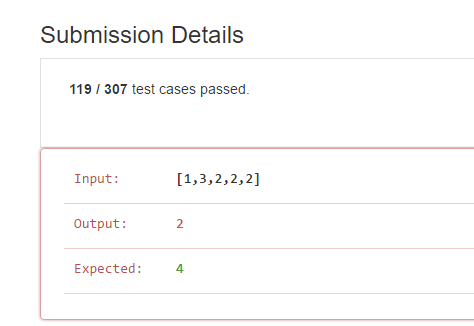 Submission Details
119 / 307 test cases passed.
Input: [1,3,2,2,2]
Output: 2
Expected: 4